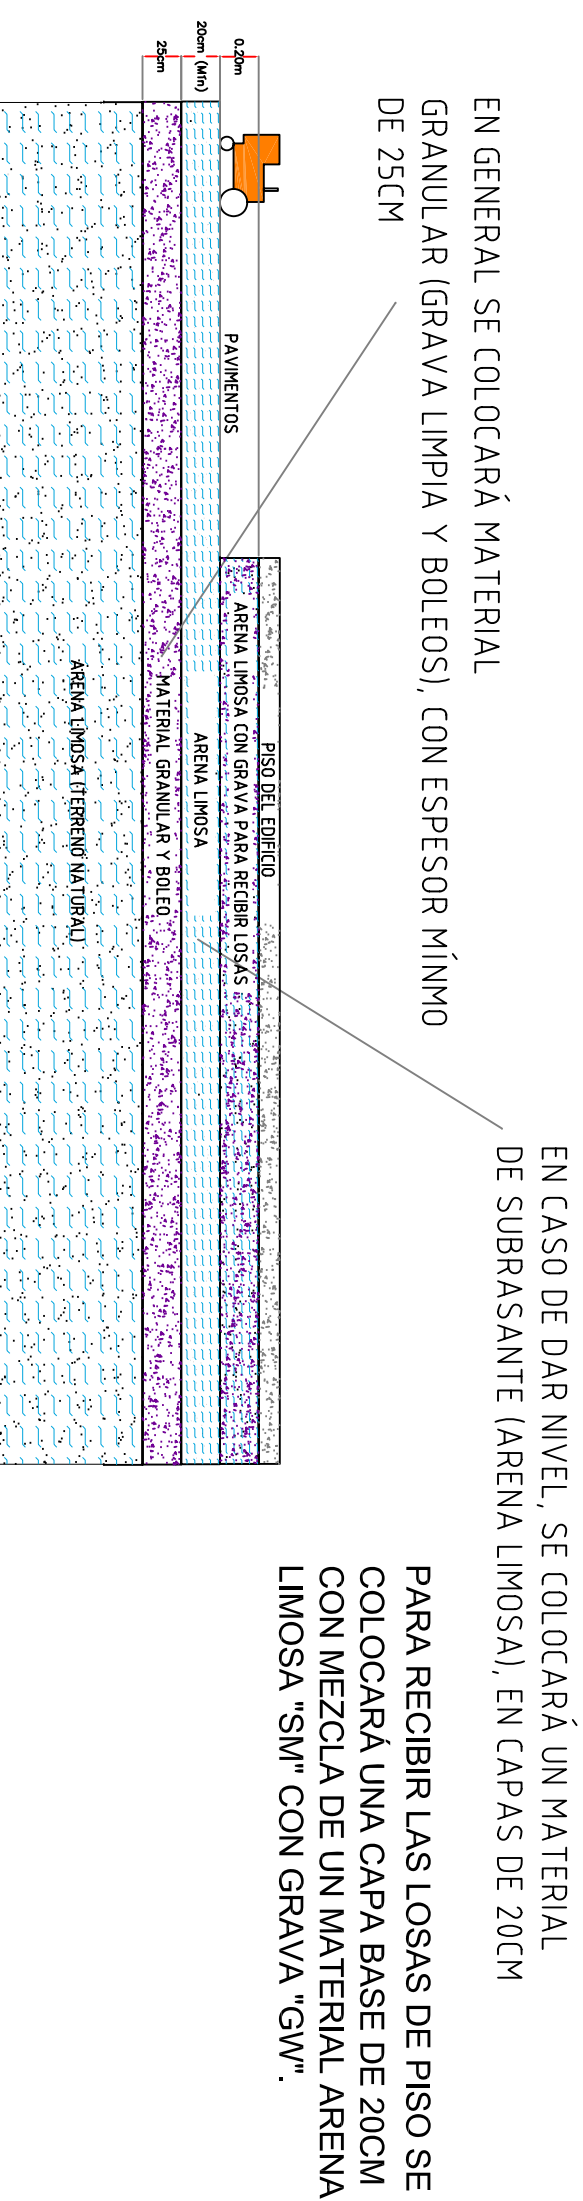 EN GENERAL SE COLOCARÁ MATERIAL
GRANULAR (GRAVA LIMPIA Y BOLEOS), CON ESPESOR MÍNMO
DE 25CM
EN CASO DE DAR NIVEL, SE COLOCARÁ UN MATERIAL
DE SUBRASANTE (ARENA LIMOSA), EN CAPAS DE 20CM
PARA RECIBIR LAS LOSAS DE PISO SE
COLOCARÁ UNA CAPA BASE DE 20CM
CON MEZCLA DE UN MATERIAL ARENA
LIMOSA "SM" CON GRAVA "GW".
PISO DEL EDIFICIO
0.20m
ARENA LIMOSA CON GRAVA PARA RECIBIR LOSAS
PAVIMENTOS
20cm (Mín)
ARENA LIMOSA
25cm
MATERIAL GRANULAR Y BOLEO
ARENA LIMOSA (TERRENO NATURAL)